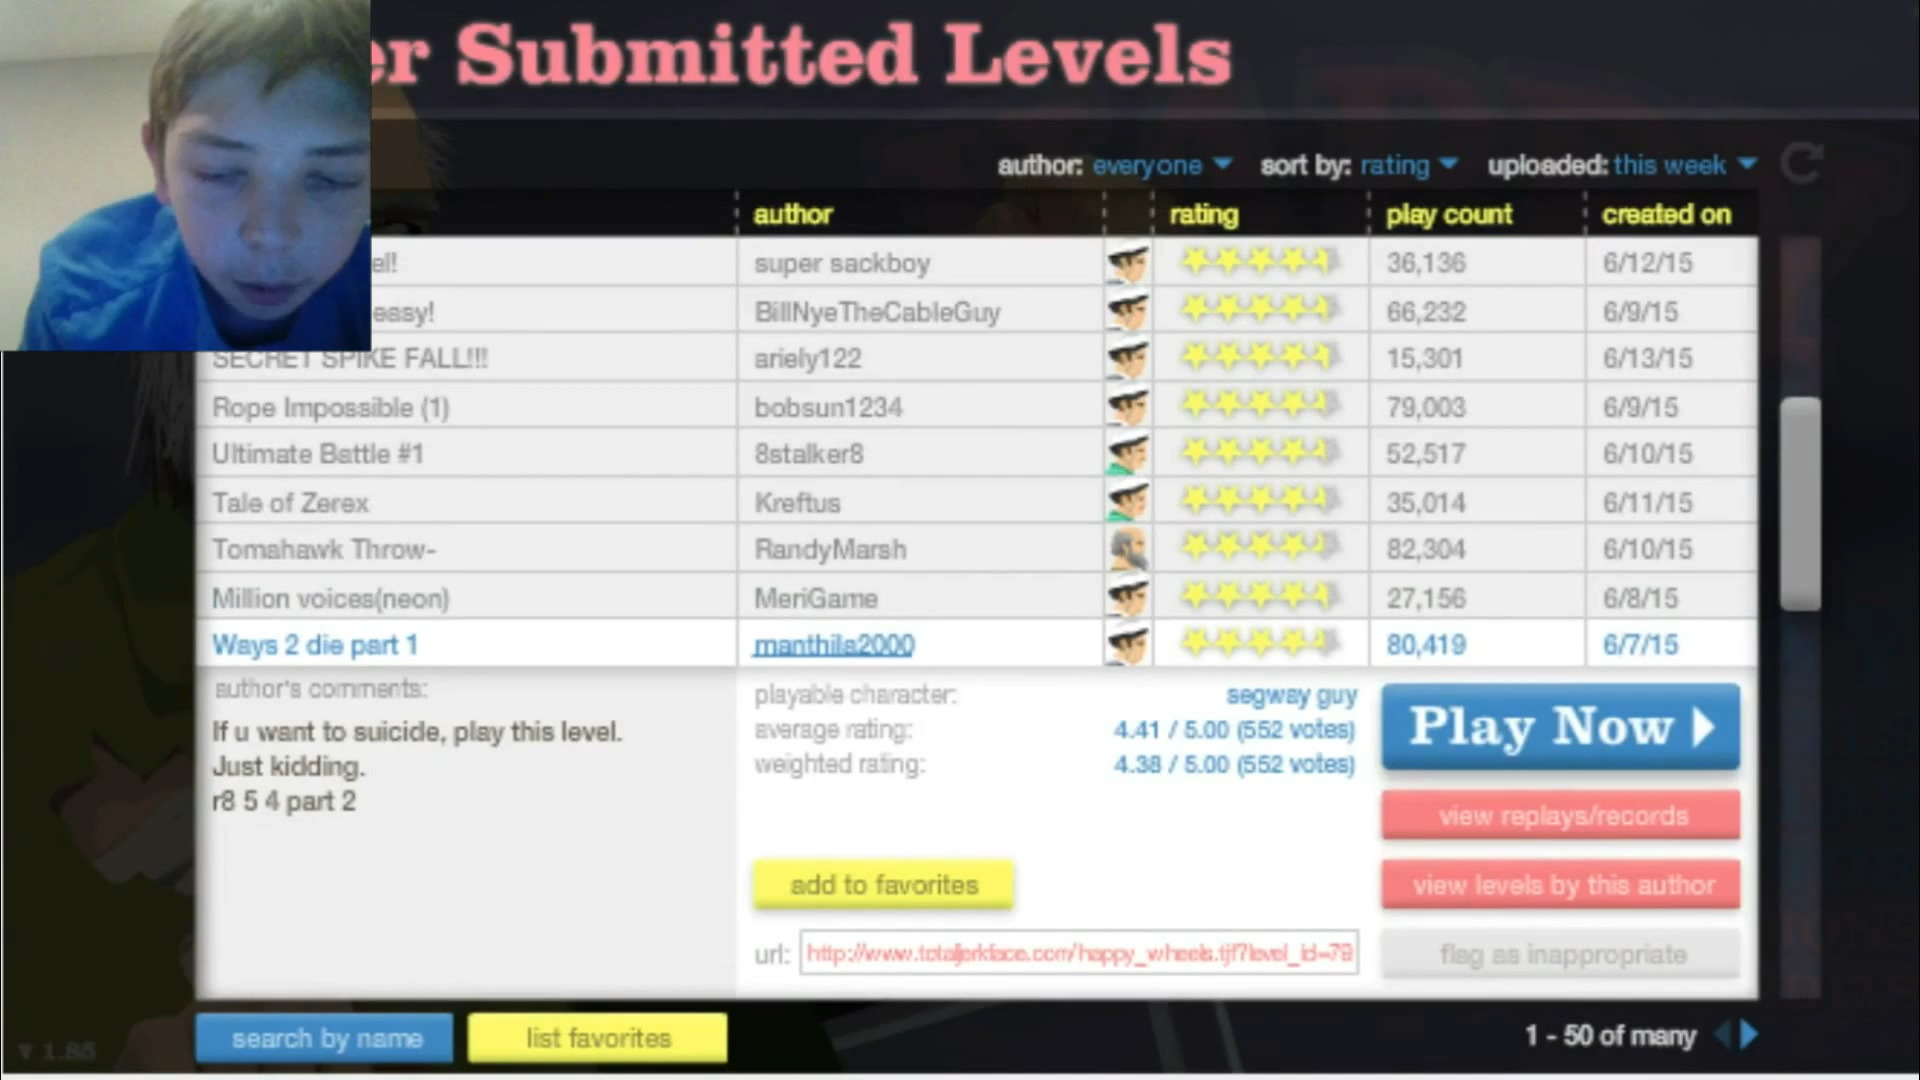 er Submitted Levels
author: everyone sort by: rating uploaded: this week
author rating play count created on
el! super sackboy 36,136 6/12/15
easy! BillNyeTheCableGuy 66,232 6/9/15
SECRET SPIKE FALL!!! ariely122 15,301 6/13/15
Rope Impossible (1) bobsun1234 79,003 6/9/15
Ultimate Battle #1 8stalker8 52,517 6/10/15
Tale of Zerex Kreftus 35,014 6/11/15
Tomahawk Throw- RandyMarsh 82,304 6/10/15
Million voices(neon) MeriGame 27,156 6/8/15
Ways 2 die part 1 manthila2000 80,419 6/7/15
author's comments:
If u want to suicide, play this level.
Just kidding.
r8 5 4 part 2
playable character: segway guy
average rating: 4.41 / 5.00 (552 votes)
weighted rating: 4.38 / 5.00 (552 votes)
add to favorites
url: http://www.totaljerkface.com/happy_wheels.tjf?level_id=79
Play Now
view replays/records
view levels by this author
flag as inappropriate
search by name list favorites
1 - 50 of many
v 1.85